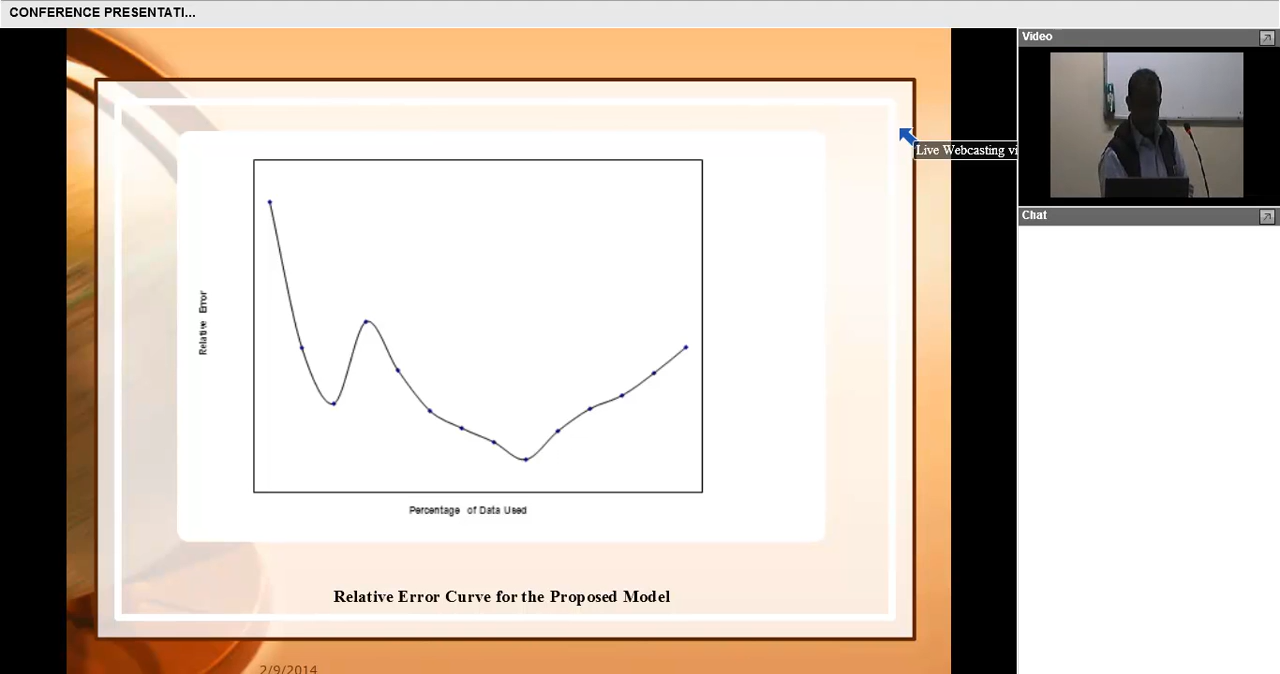 CONFERENCE PRESENTATI...
Video
Live Webcasting vi
Chat
Relative Error
Percentage of Data Used
Relative Error Curve for the Proposed Model
2/9/2014